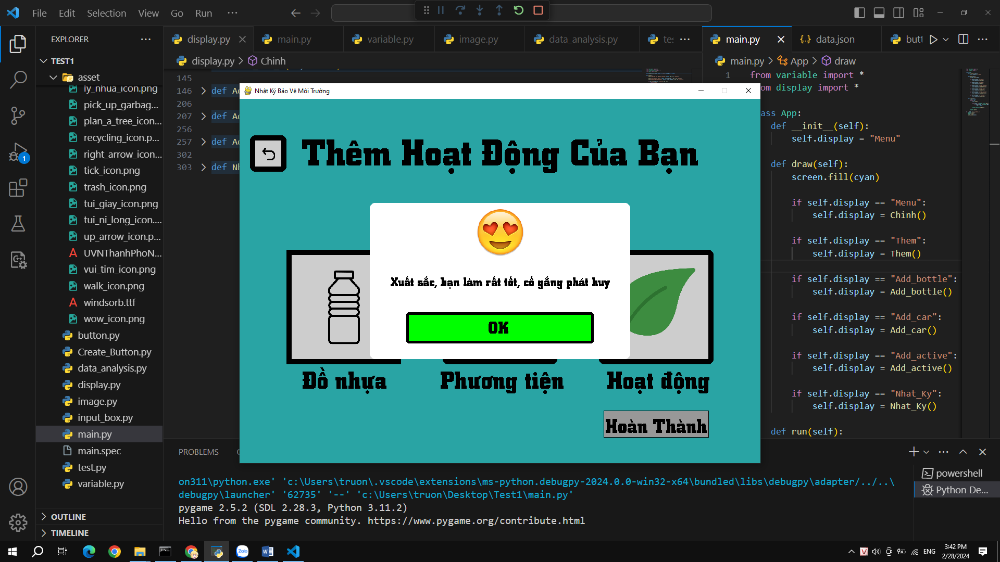 File Edit Selection View Go Run ···
EXPLORER
TEST1
asset
ly_nhua_icon.png
pick_up_garbag...
plan_a_tree_icon...
recycling_icon.p...
right_arrow_icon...
tick_icon.png
trash_icon.png
tui_giay_icon.png
tui_ni_long_icon....
up_arrow_icon.p...
UVNThanhPhoN...
vui_tim_icon.png
walk_icon.png
windsorb.ttf
wow_icon.png
button.py
Create_Button.py
data_analysis.py
display.py
image.py
input_box.py
main.py
main.spec
test.py
variable.py
OUTLINE
TIMELINE
1
display.py main.py variable.py image.py data_analysis.py
display.py > Chinh
145
146 def
206
207 def
256
257 def
302
303 def
Nhật Ký Bảo Vệ Môi Trường
Thêm Hoạt Động Của Bạn
Xuất sắc, bạn làm rất tốt, cố gắng phát huy
OK
Đồ nhựa Phương tiện Hoạt động
Hoàn Thành
main.py data.json
main.py > App > draw
1 from variable import *
display import *
App:
def __init__(self):
self.display = "Menu"
def draw(self):
screen.fill(cyan)
if self.display == "Menu":
self.display = Chinh()
if self.display == "Them":
self.display = Them()
if self.display == "Add_bottle":
self.display = Add_bottle()
if self.display == "Add_car":
self.display = Add_car()
if self.display == "Add_active":
self.display = Add_active()
if self.display == "Nhat_Ky":
self.display = Nhat_Ky()
def run(self):
PROBLEMS
on311\python.exe' 'c:\Users\truon\.vscode\extensions\ms-python.debugpy-2024.0.0-win32-x64\bundled\libs\debugpy\adapter/../..\
debugpy\launcher' '62735' '--' 'c:\Users\truon\Desktop\Test1\main.py'
pygame 2.5.2 (SDL 2.28.3, Python 3.11.2)
Hello from the pygame community. https://www.pygame.org/contribute.html
powershell
Python De...
Zalo
ENG
3:42 PM
2/28/2024